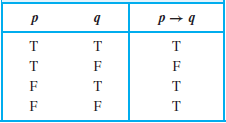 p q p → q
T T T
T F F
F T T
F F T